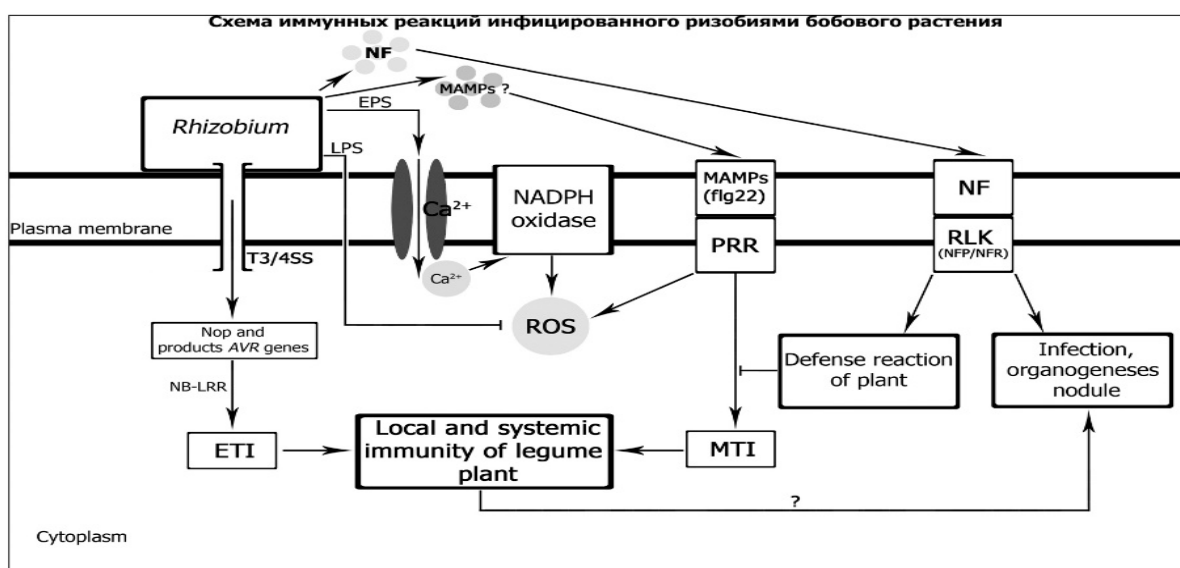 Схема иммунных реакций инфицированного ризобиями бобового растения
NF
MAMPs ?
EPS
Rhizobium
LPS
MAMPs
(flg22)
NF
NADPH
oxidase
Ca²⁺
Plasma membrane
PRR
RLK
(NFP/NFR)
T3/4SS
Ca²⁺
ROS
Nop and
products AVR genes
Defense reaction
of plant
Infection,
organogeneses
nodule
NB-LRR
ETI
Local and systemic
immunity of legume
plant
MTI
?
Cytoplasm